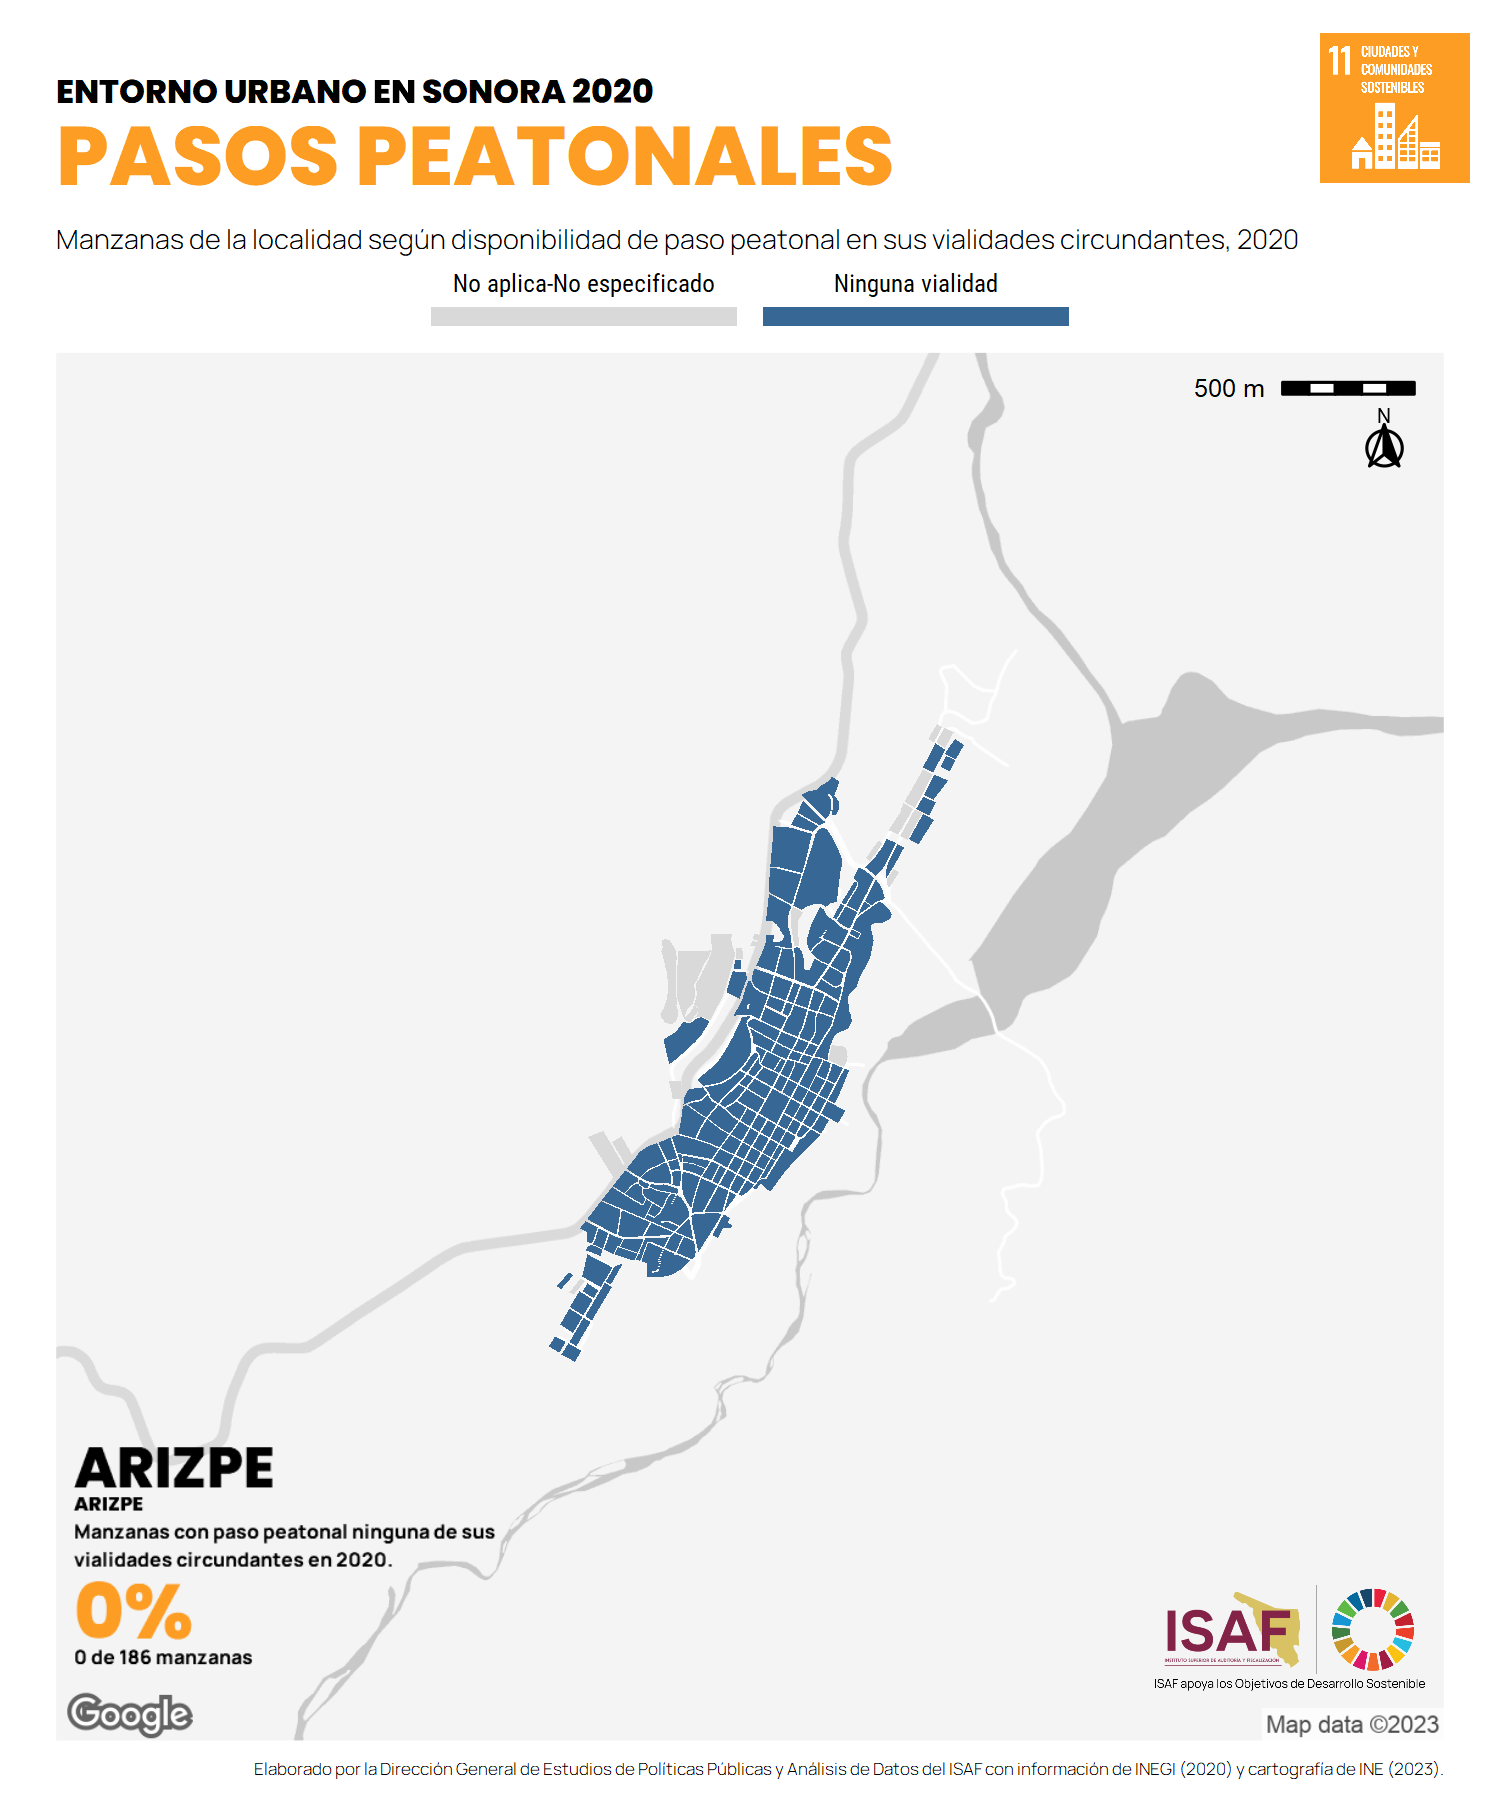 ENTORNO URBANO EN SONORA 2020
PASOS PEATONALES
11 CIUDADES Y
COMUNIDADES
SOSTENIBLES
Manzanas de la localidad según disponibilidad de paso peatonal en sus vialidades circundantes, 2020
No aplica-No especificado
Ninguna vialidad
500 m
N
ARIZPE
ARIZPE
Manzanas con paso peatonal ninguna de sus
vialidades circundantes en 2020.
0%
0 de 186 manzanas
Google
ISAF
INSTITUTO SUPERIOR DE AUDITORÍA Y FISCALIZACIÓN
ISAF apoya los Objetivos de Desarrollo Sostenible
Map data ©2023
Elaborado por la Dirección General de Estudios de Políticas Públicas y Análisis de Datos del ISAF con información de INEGI (2020) y cartografía de INE (2023).